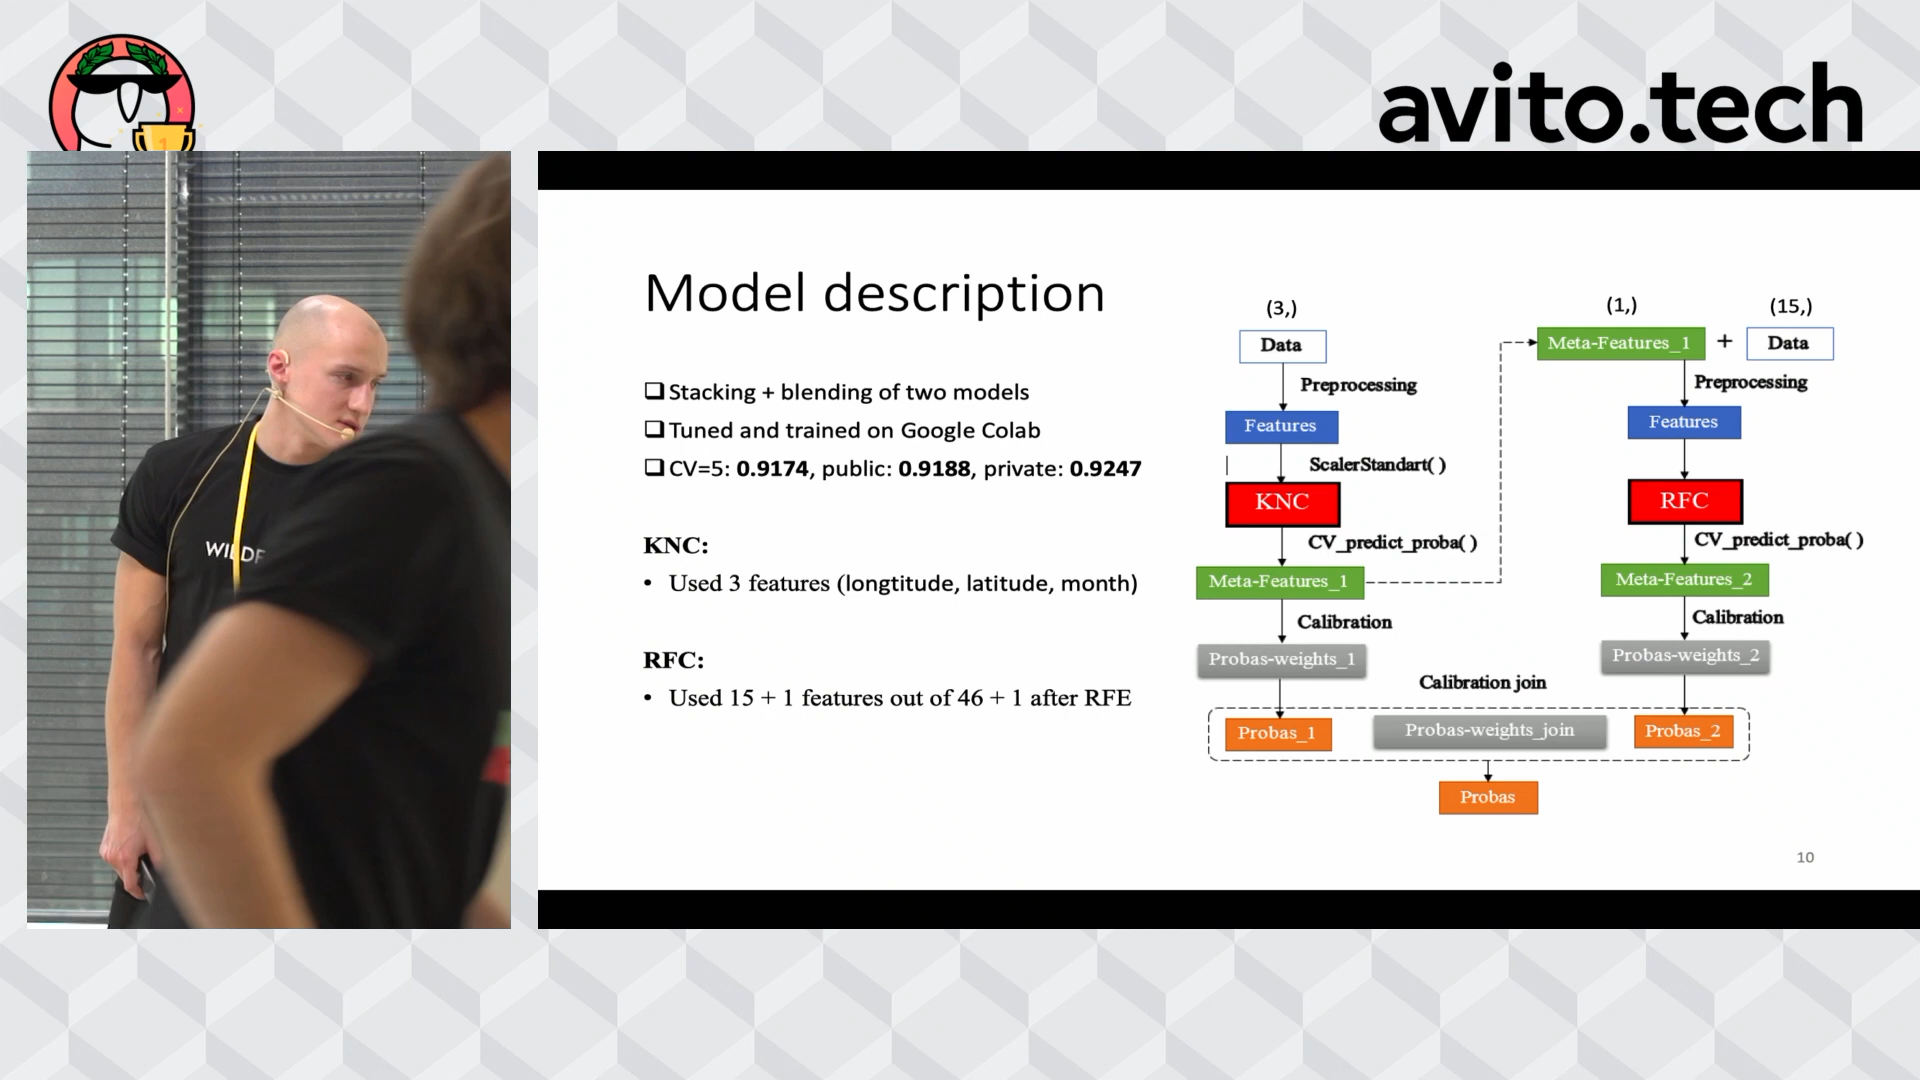 avito.tech
1
WILDF
Model description
❑ Stacking + blending of two models
❑ Tuned and trained on Google Colab
❑ CV=5: 0.9174, public: 0.9188, private: 0.9247
KNC:
• Used 3 features (longtitude, latitude, month)
RFC:
• Used 15 + 1 features out of 46 + 1 after RFE
(3,)
Data
Preprocessing
Features
ScalerStandart( )
KNC
CV_predict_proba( )
Meta-Features_1
Calibration
Probas-weights_1
(1,) (15,)
Meta-Features_1 + Data
Preprocessing
Features
RFC
CV_predict_proba( )
Meta-Features_2
Calibration
Probas-weights_2
Calibration join
Probas_1 Probas-weights_join Probas_2
Probas
10